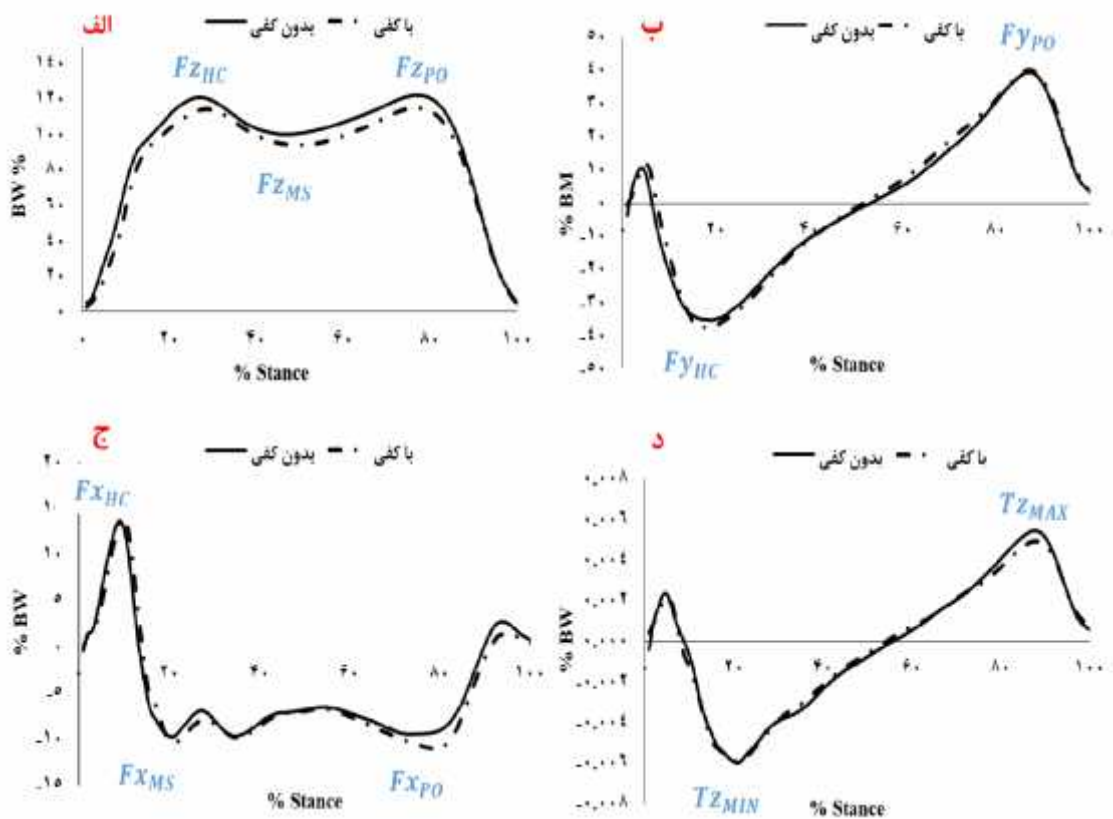 الف
بدون کفی
با کفی
Fz_HC
Fz_PO
Fz_MS
BW %
۱۴۰
۱۲۰
۱۰۰
۸۰
۶۰
۴۰
۲۰
۰
۰ ۲۰ ۴۰ ۶۰ ۸۰ ۱۰۰
% Stance
ب
بدون کفی
با کفی
Fy_PO
Fy_HC
% BM
۵۰
۴۰
۳۰
۲۰
۱۰
۰
-۱۰
-۲۰
-۳۰
-۴۰
-۵۰
۲۰ ۴۰ ۶۰ ۸۰ ۱۰۰
% Stance
ج
بدون کفی
با کفی
Fx_HC
Fx_MS
Fx_PO
% BW
۲۰
۱۵
۱۰
۵
۰
-۵
-۱۰
-۱۵
۲۰ ۴۰ ۶۰ ۸۰ ۱۰۰
% Stance
د
بدون کفی
با کفی
Tz_MAX
Tz_MIN
% BW
۰,۰۰۸
۰,۰۰۶
۰,۰۰۴
۰,۰۰۲
۰,۰۰۰
-۰,۰۰۲
-۰,۰۰۴
-۰,۰۰۶
-۰,۰۰۸
۰ ۲۰ ۴۰ ۶۰ ۸۰ ۱۰۰
% Stance